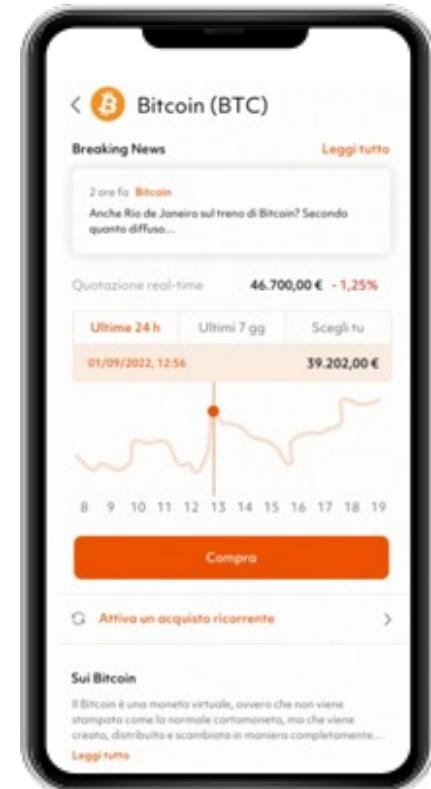 Bitcoin (BTC)
Breaking News Leggi tutto
2 ore fa Bitcoin
Anche Rio de Janeiro sul treno di Bitcoin? Secondo
quanto diffuso...
Quotazione real-time 46.700,00 € - 1,25%
Ultime 24 h Ultimi 7 gg Scegli tu
01/09/2022, 12:56 39.202,00 €
8 9 10 11 12 13 14 15 16 17 18 19
Compra
Attiva un acquisto ricorrente
Sui Bitcoin
Il Bitcoin è una moneta virtuale, ovvero che non viene
stampata come la normale cartamoneta, ma che viene
creata, distribuita e scambiata in maniera completamente...
Leggi tutto